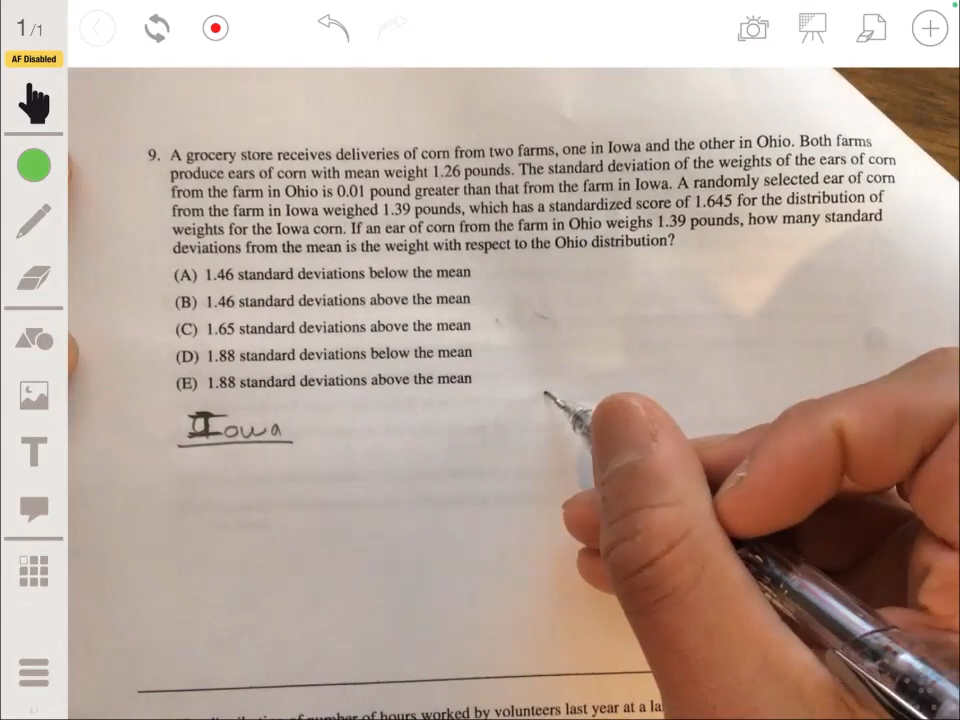 1/1
AF Disabled
9. A grocery store receives deliveries of corn from two farms, one in Iowa and the other in Ohio. Both farms
produce ears of corn with mean weight 1.26 pounds. The standard deviation of the weights of the ears of corn
from the farm in Ohio is 0.01 pound greater than that from the farm in Iowa. A randomly selected ear of corn
from the farm in Iowa weighed 1.39 pounds, which has a standardized score of 1.645 for the distribution of
weights for the Iowa corn. If an ear of corn from the farm in Ohio weighs 1.39 pounds, how many standard
deviations from the mean is the weight with respect to the Ohio distribution?
(A) 1.46 standard deviations below the mean
(B) 1.46 standard deviations above the mean
(C) 1.65 standard deviations above the mean
(D) 1.88 standard deviations below the mean
(E) 1.88 standard deviations above the mean
Iowa
T
of hours worked by volunteers last year at a